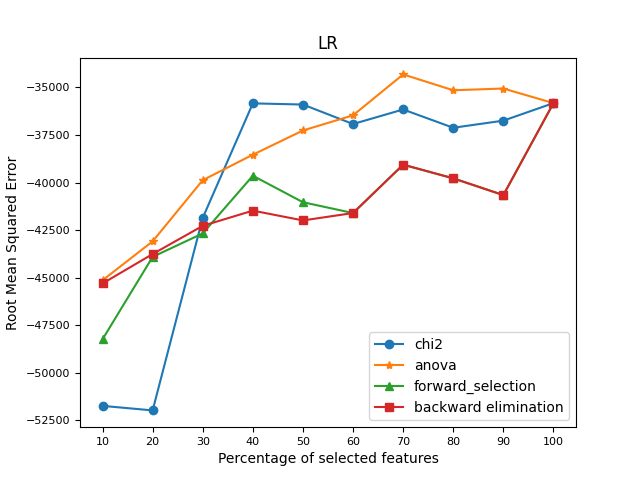 LR
Root Mean Squared Error
−35000
−37500
−40000
−42500
−45000
−47500
−50000
−52500
chi2
anova
forward_selection
backward elimination
10 20 30 40 50 60 70 80 90 100
Percentage of selected features